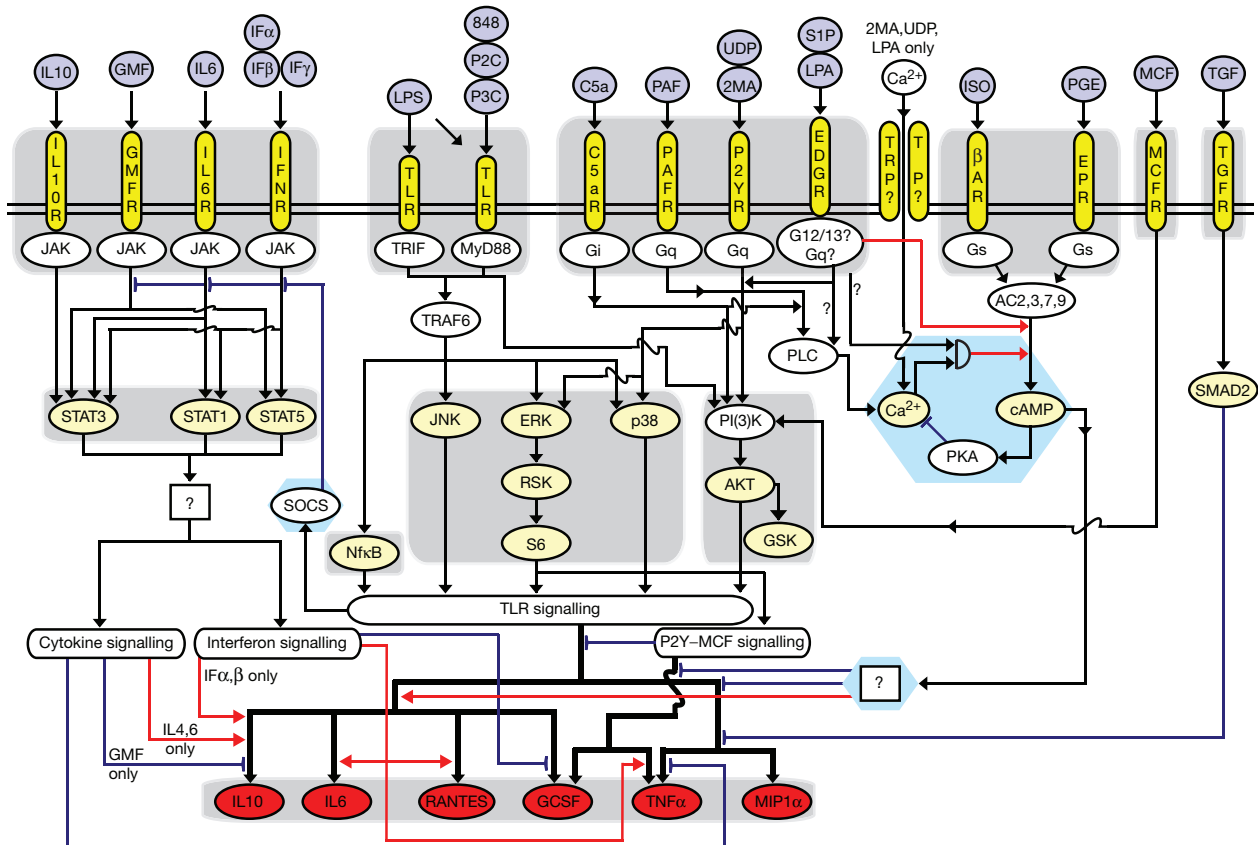 IFα
848
2MA,UDP,
LPA only
IL10
GMF
IL6
IFβ
IFγ
P2C
UDP
S1P
LPS
P3C
C5a
PAF
2MA
LPA
Ca2+
ISO
PGE
MCF
TGF
IL10R
GMFR
IL6R
IFNR
TLR
TLR
C5aR
PAFR
P2YR
EDGR
TRP?
T P?
βAR
EPR
MCFR
TGFR
JAK
JAK
JAK
JAK
TRIF
MyD88
Gi
Gq
Gq
G12/13?
Gq?
Gs
Gs
?
?
AC2,3,7,9
TRAF6
PLC
STAT3
STAT1
STAT5
JNK
ERK
p38
PI(3)K
Ca2+
cAMP
SMAD2
PKA
?
SOCS
RSK
AKT
NfκB
S6
GSK
TLR signalling
Cytokine signalling
Interferon signalling
P2Y–MCF signalling
IFα,β only
?
IL4,6
only
GMF
only
IL10
IL6
RANTES
GCSF
TNFα
MIP1α